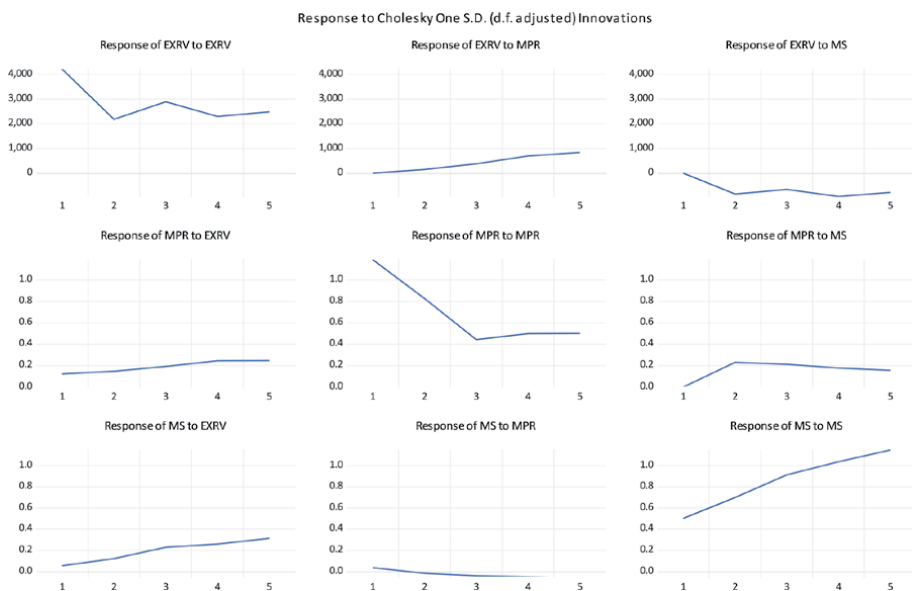 Response to Cholesky One S.D. (d.f. adjusted) Innovations
Response of EXRV to EXRV
4,000
3,000
2,000
1,000
0
1 2 3 4 5
Response of EXRV to MPR
4,000
3,000
2,000
1,000
0
1 2 3 4 5
Response of EXRV to MS
4,000
3,000
2,000
1,000
0
1 2 3 4 5
Response of MPR to EXRV
1.0
0.8
0.6
0.4
0.2
0.0
1 2 3 4 5
Response of MPR to MPR
1.0
0.8
0.6
0.4
0.2
0.0
1 2 3 4 5
Response of MPR to MS
1.0
0.8
0.6
0.4
0.2
0.0
1 2 3 4 5
Response of MS to EXRV
1.0
0.8
0.6
0.4
0.2
0.0
1 2 3 4 5
Response of MS to MPR
1.0
0.8
0.6
0.4
0.2
0.0
1 2 3 4 5
Response of MS to MS
1.0
0.8
0.6
0.4
0.2
0.0
1 2 3 4 5